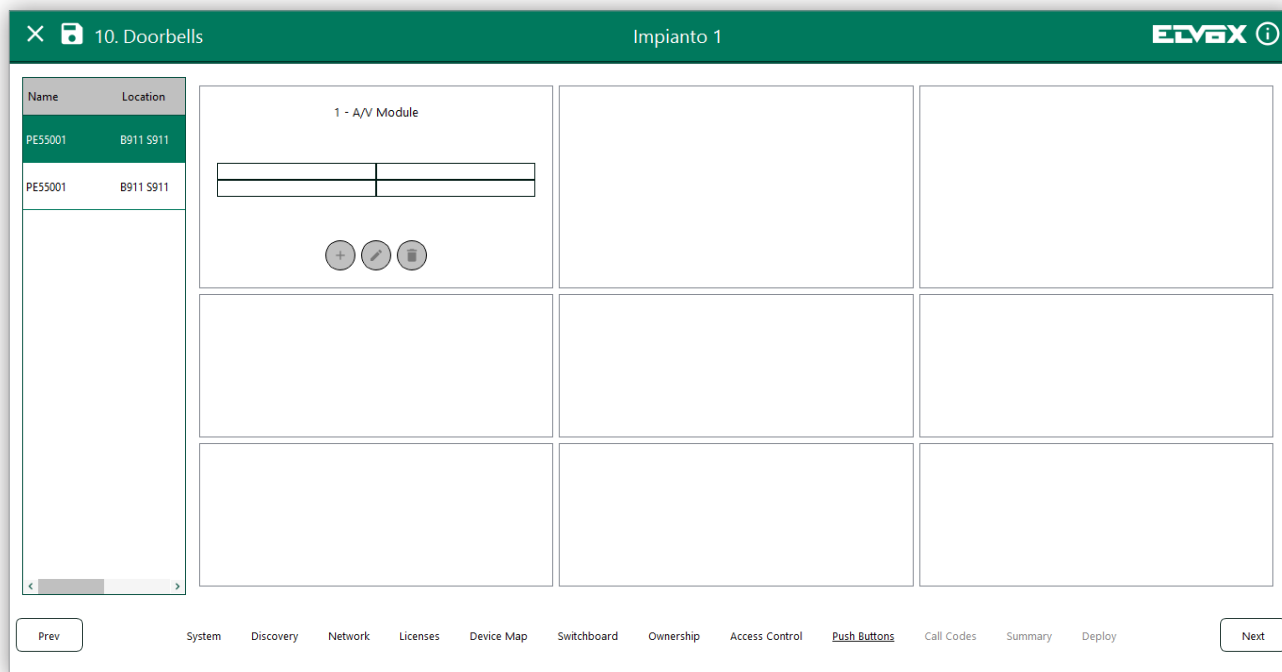 10. Doorbells
Impianto 1
ELVOX
Name Location
PE55001 B911 S911
PE55001 B911 S911
1 - A/V Module
Prev
System Discovery Network Licenses Device Map Switchboard Ownership Access Control Push Buttons Call Codes Summary Deploy
Next